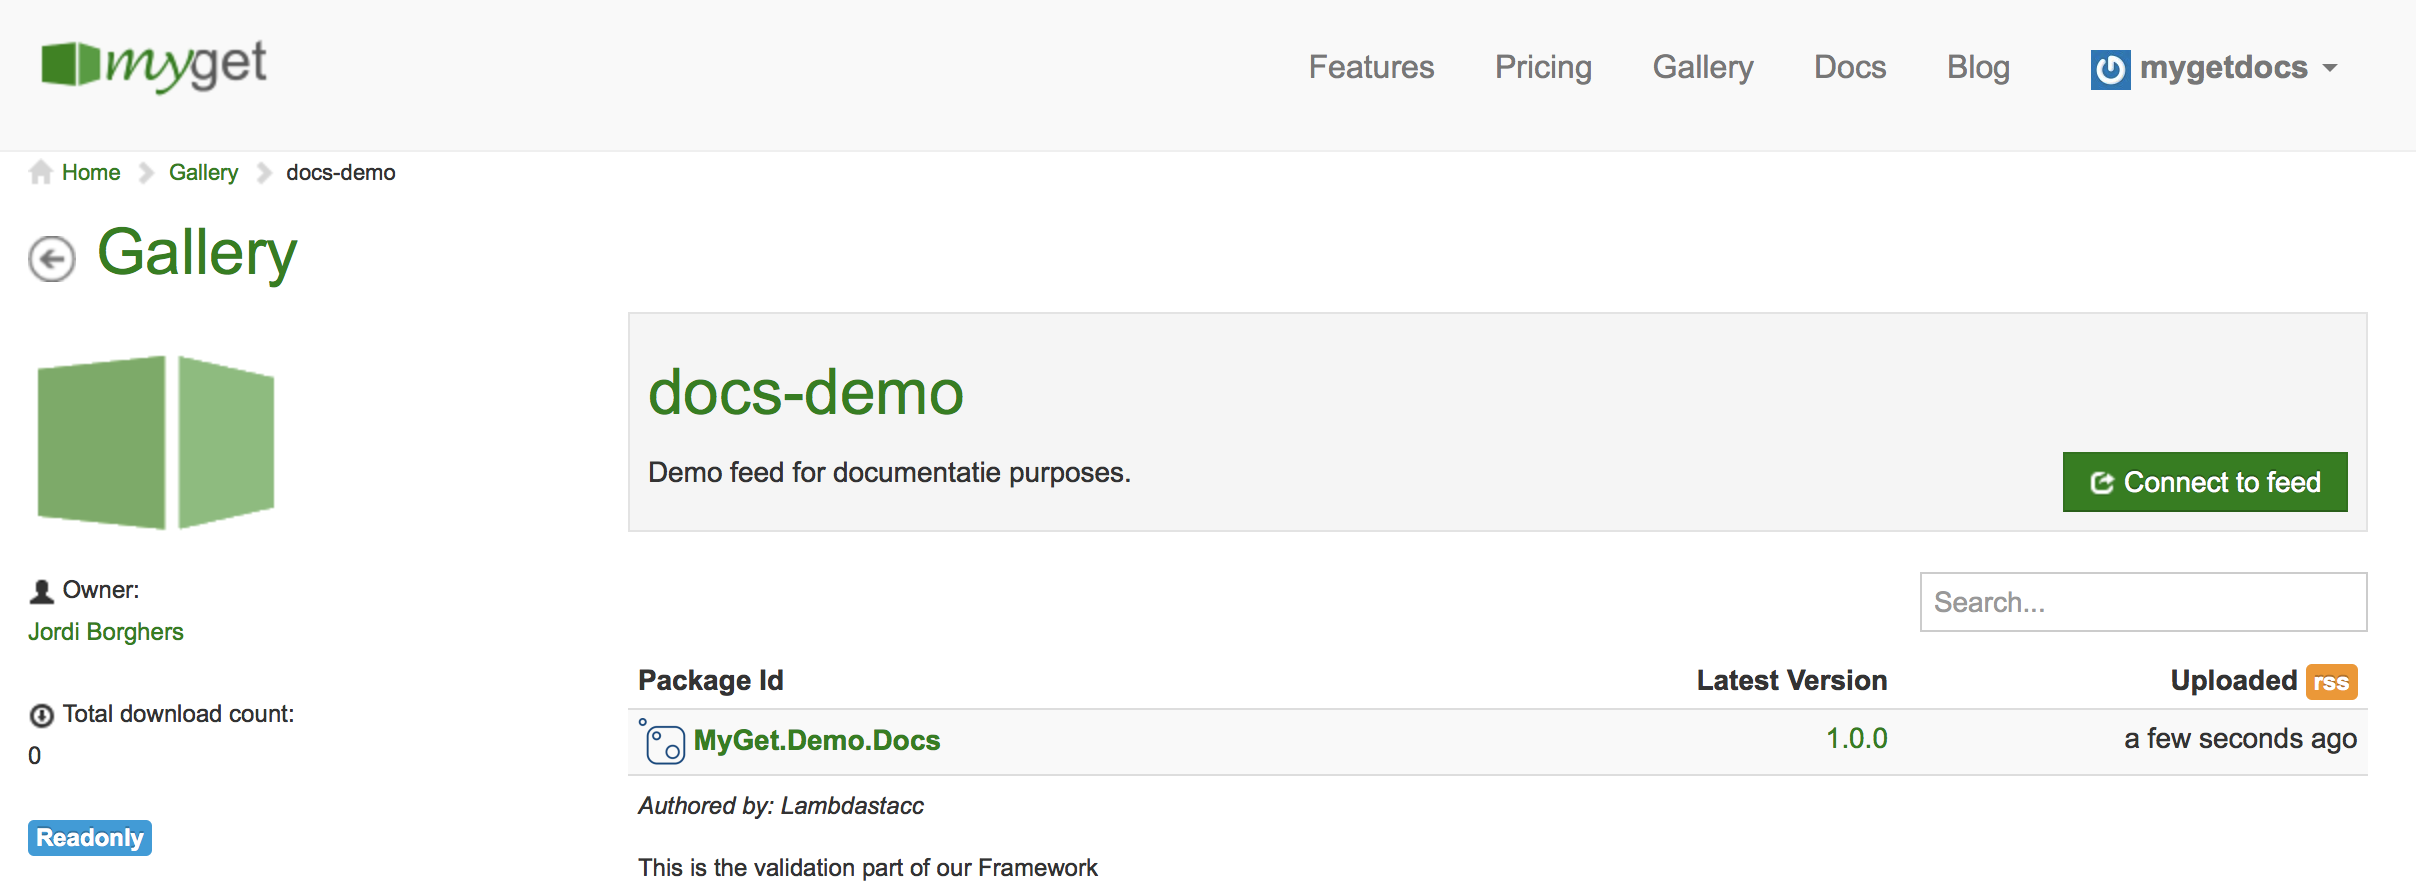 myget
Features Pricing Gallery Docs Blog mygetdocs
Home Gallery docs-demo
Gallery
docs-demo
Demo feed for documentatie purposes.
Connect to feed
Owner:
Jordi Borghers
Total download count:
0
Readonly
Search...
Package Id Latest Version Uploaded rss
MyGet.Demo.Docs 1.0.0 a few seconds ago
Authored by: Lambdastacc
This is the validation part of our Framework